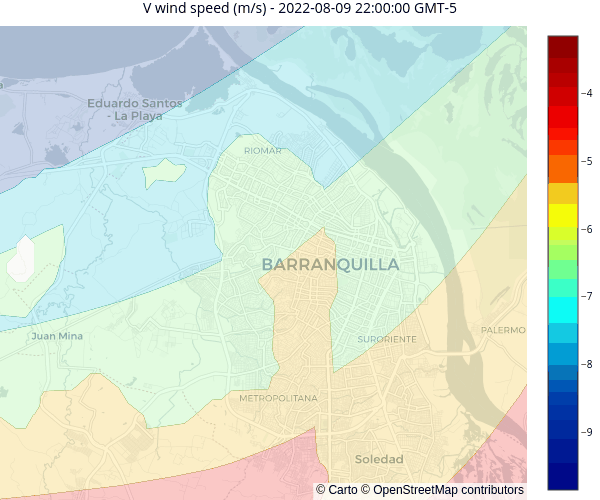 V wind speed (m/s) - 2022-08-09 22:00:00 GMT-5
Eduardo Santos
- La Playa
RIOMAR
BARRANQUILLA
Juan Mina
SURORIENTE
PALERMO
METROPOLITANA
Soledad
© Carto © OpenStreetMap contributors
−4
−5
−6
−7
−8
−9